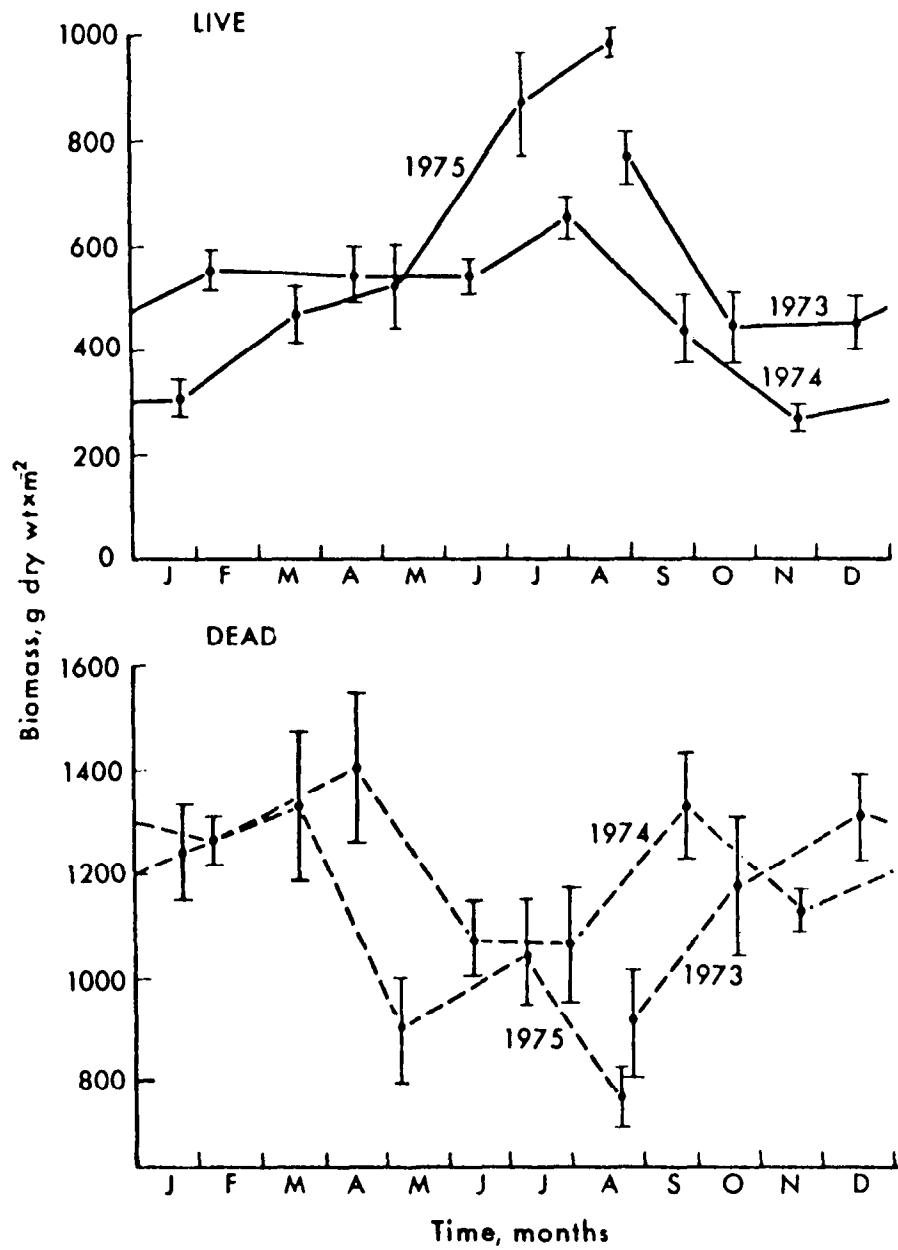 LIVE
1000
800
600
400
200
0
1975
1973
1974
J F M A M J J A S O N D
Biomass, g dry wt×m⁻²
DEAD
1600
1400
1200
1000
800
1974
1973
1975
J F M A M J J A S O N D
Time, months